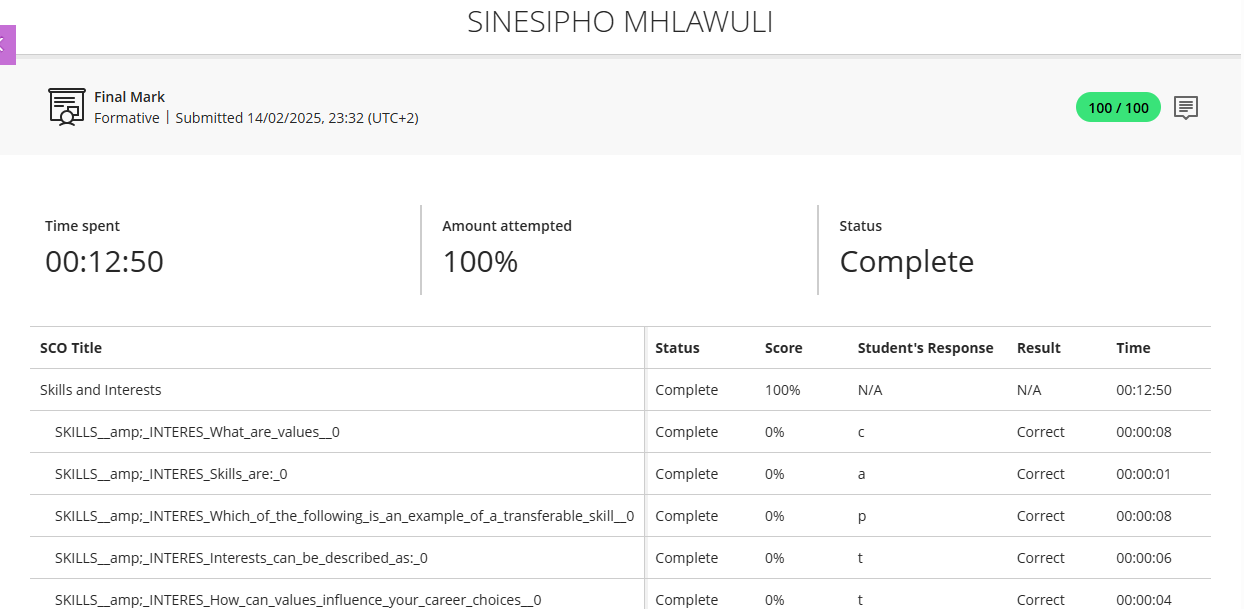 SINESIPHO MHLAWULI
Final Mark
Formative | Submitted 14/02/2025, 23:32 (UTC+2)
100 / 100
Time spent
00:12:50
Amount attempted
100%
Status
Complete
SCO Title Status Score Student's Response Result Time
Skills and Interests Complete 100% N/A N/A 00:12:50
SKILLS__amp;_INTERES_What_are_values__0 Complete 0% c Correct 00:00:08
SKILLS__amp;_INTERES_Skills_are:_0 Complete 0% a Correct 00:00:01
SKILLS__amp;_INTERES_Which_of_the_following_is_an_example_of_a_transferable_skill__0 Complete 0% p Correct 00:00:08
SKILLS__amp;_INTERES_Interests_can_be_described_as:_0 Complete 0% t Correct 00:00:06
SKILLS__amp;_INTERES_How_can_values_influence_your_career_choices__0 Complete 0% t Correct 00:00:04